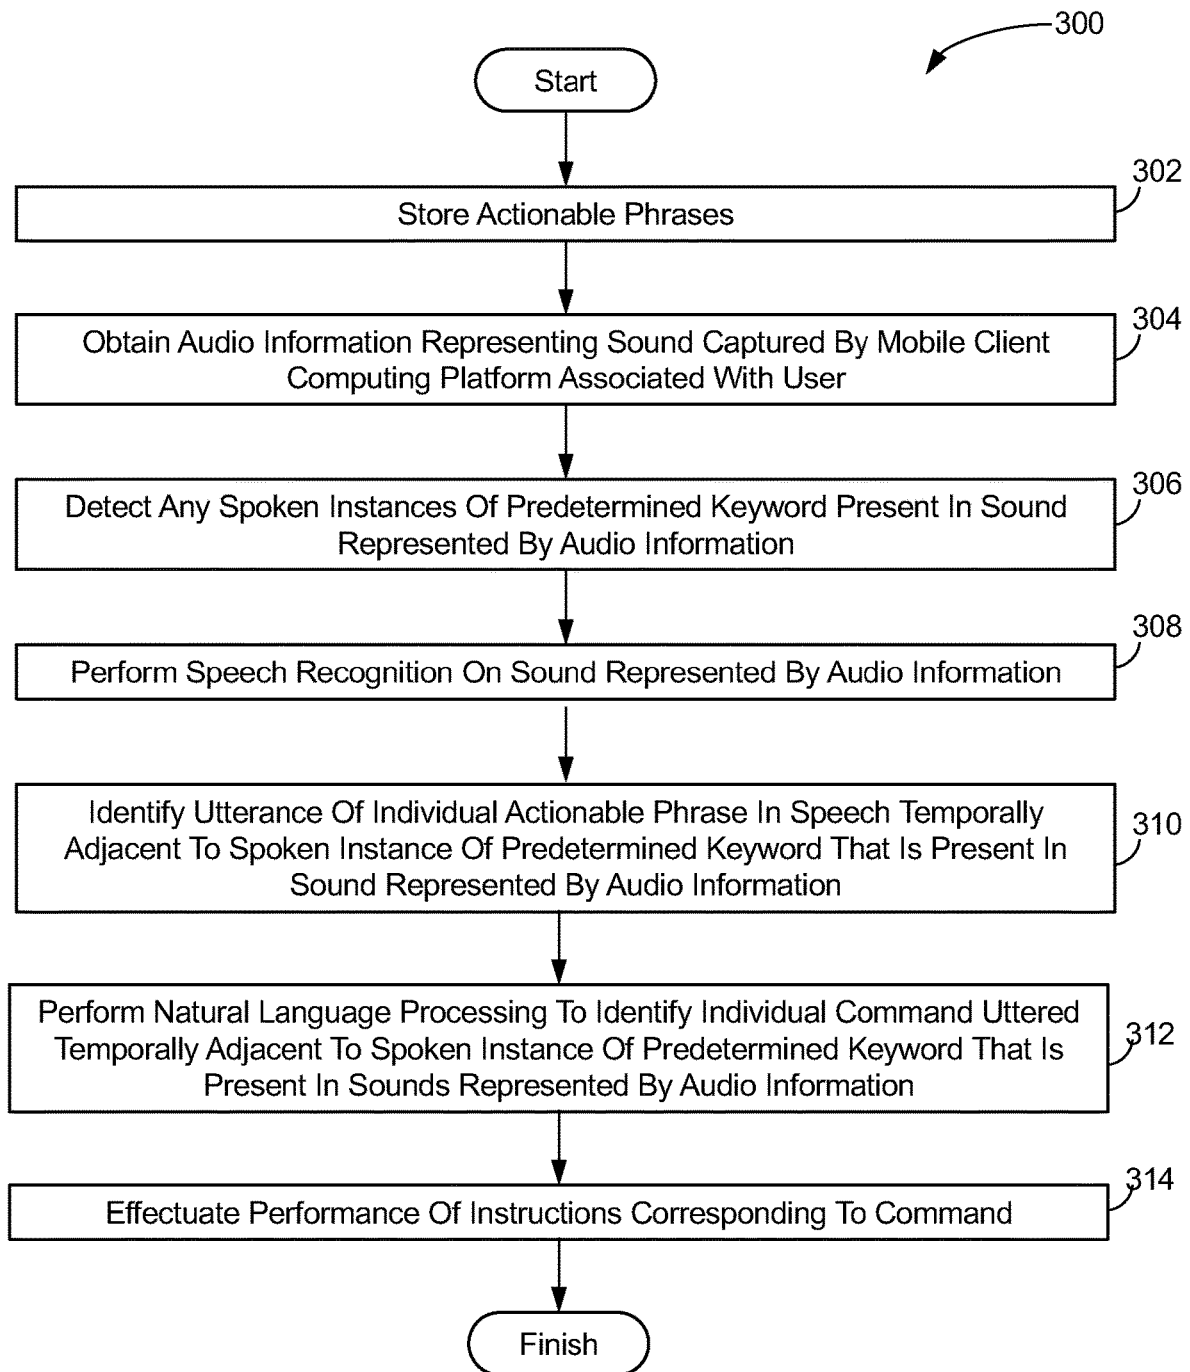 300
Start
302
Store Actionable Phrases
304
Obtain Audio Information Representing Sound Captured By Mobile Client
Computing Platform Associated With User
306
Detect Any Spoken Instances Of Predetermined Keyword Present In Sound
Represented By Audio Information
308
Perform Speech Recognition On Sound Represented By Audio Information
310
Identify Utterance Of Individual Actionable Phrase In Speech Temporally
Adjacent To Spoken Instance Of Predetermined Keyword That Is Present In
Sound Represented By Audio Information
312
Perform Natural Language Processing To Identify Individual Command Uttered
Temporally Adjacent To Spoken Instance Of Predetermined Keyword That Is
Present In Sounds Represented By Audio Information
314
Effectuate Performance Of Instructions Corresponding To Command
Finish